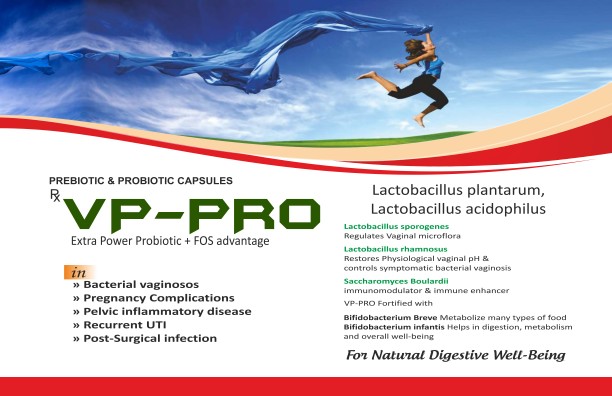 PREBIOTIC & PROBIOTIC CAPSULES
℞
VP-PRO
Extra Power Probiotic + FOS advantage
in
» Bacterial vaginosos
» Pregnancy Complications
» Pelvic inflammatory disease
» Recurrent UTI
» Post-Surgical infection
Lactobacillus plantarum,
Lactobacillus acidophilus
Lactobacillus sporogenes
Regulates Vaginal microflora
Lactobacillus rhamnosus
Restores Physiological vaginal pH &
controls symptomatic bacterial vaginosis
Saccharomyces Boulardii
immunomodulator & immune enhancer
VP-PRO Fortified with
Bifidobacterium Breve Metabolize many types of food
Bifidobacterium infantis Helps in digestion, metabolism
and overall well-being
For Natural Digestive Well-Being